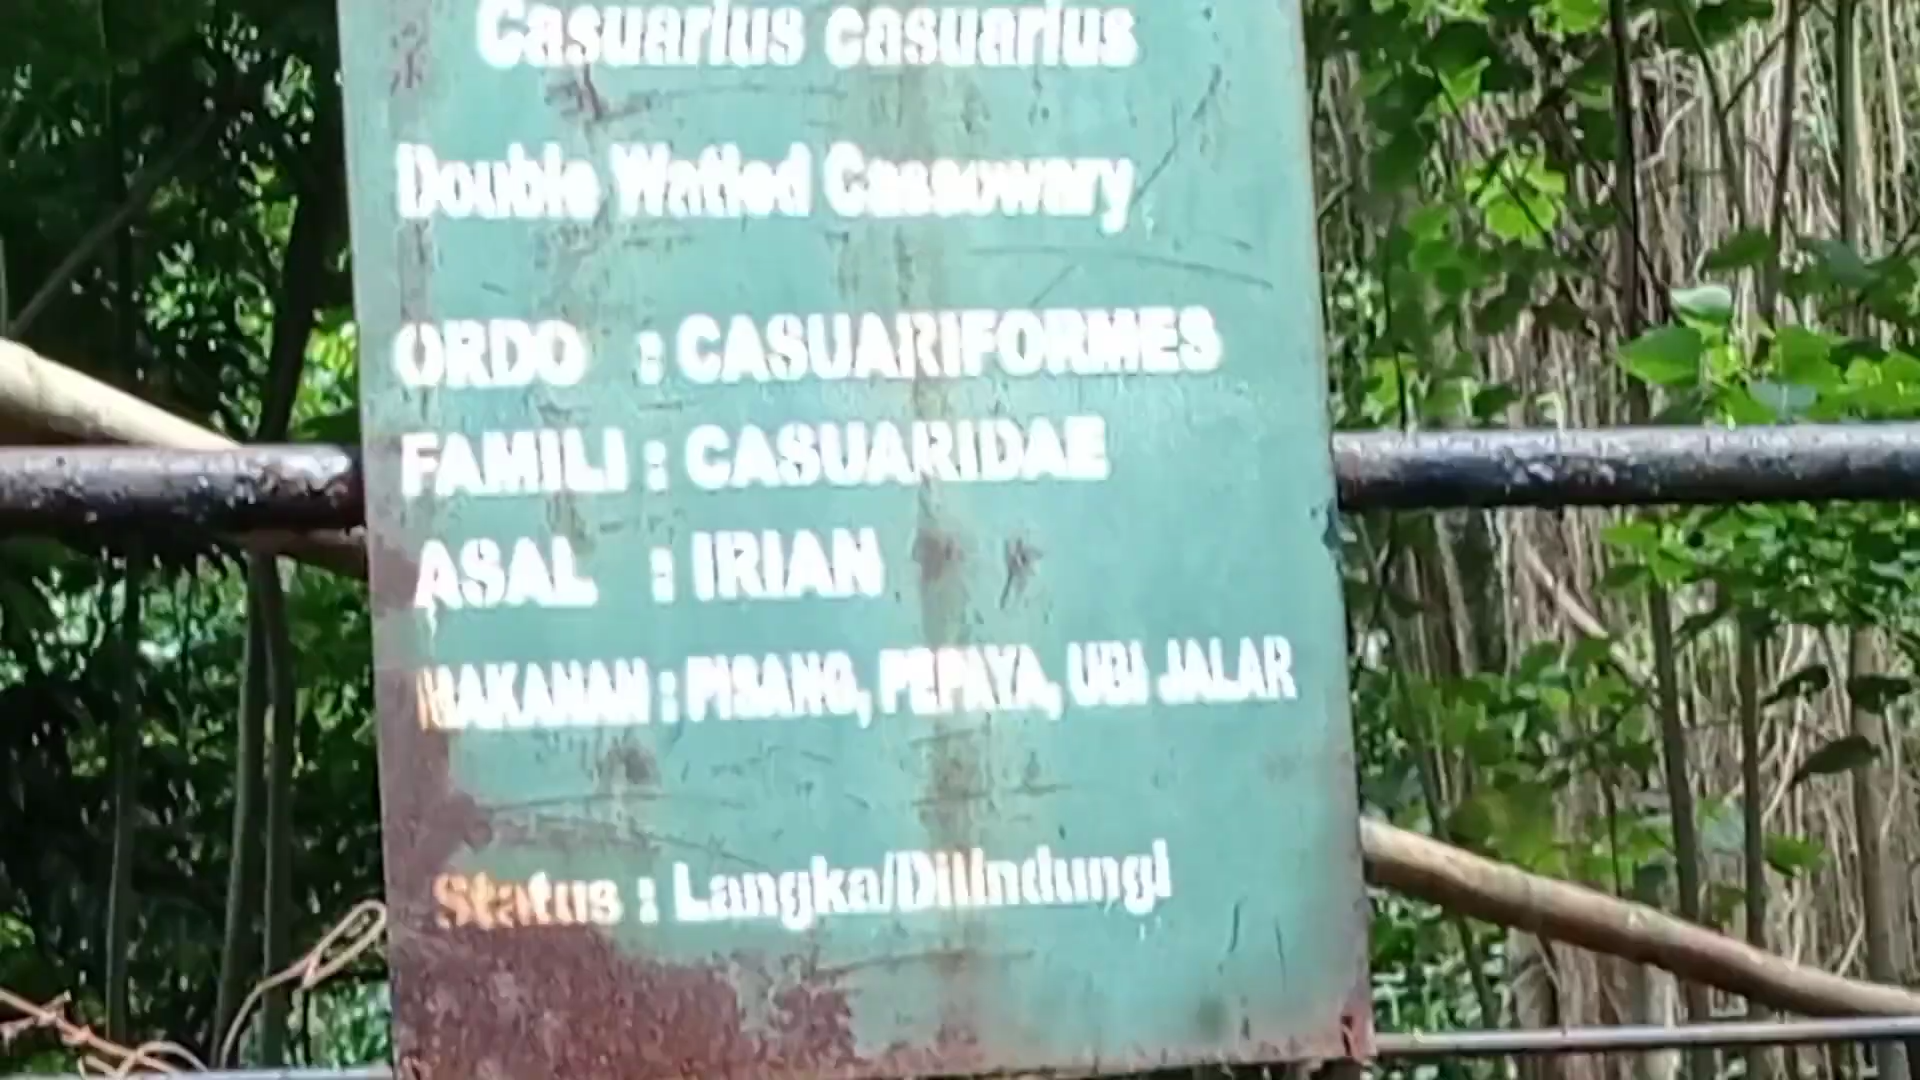 Casuarius casuarius
Double Watled Cassowary
ORDO : CASUARIFORMES
FAMILI : CASUARIDAE
ASAL : IRIAN
MAKANAN : PISANG, PEPAYA, UBI JALAR
Status : Langka/Dilindungi